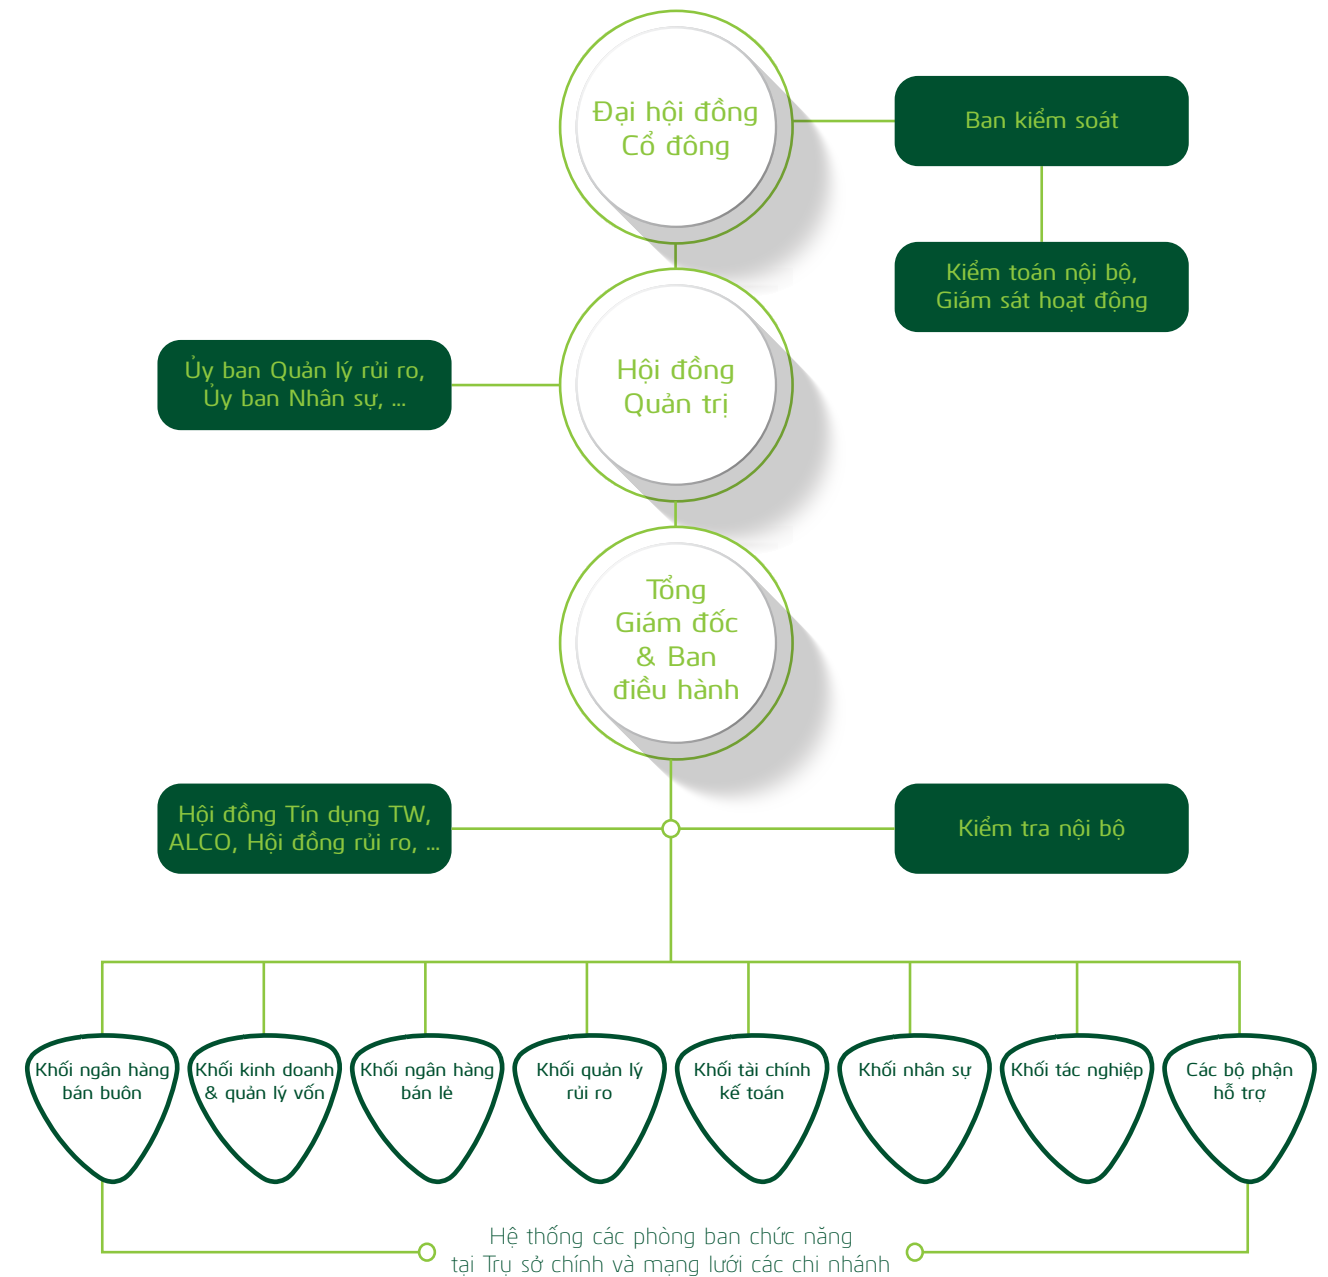 Đại hội đồng
Cổ đông
Ban kiểm soát
Kiểm toán nội bộ,
Giám sát hoạt động
Ủy ban Quản lý rủi ro,
Ủy ban Nhân sự, ...
Hội đồng
Quản trị
Tổng
Giám đốc
& Ban
điều hành
Hội đồng Tín dụng TW,
ALCO, Hội đồng rủi ro, ...
Kiểm tra nội bộ
Khối ngân hàng
bán buôn
Khối kinh doanh
& quản lý vốn
Khối ngân hàng
bán lẻ
Khối quản lý
rủi ro
Khối tài chính
kế toán
Khối nhân sự
Khối tác nghiệp
Các bộ phận
hỗ trợ
Hệ thống các phòng ban chức năng
tại Trụ sở chính và mạng lưới các chi nhánh